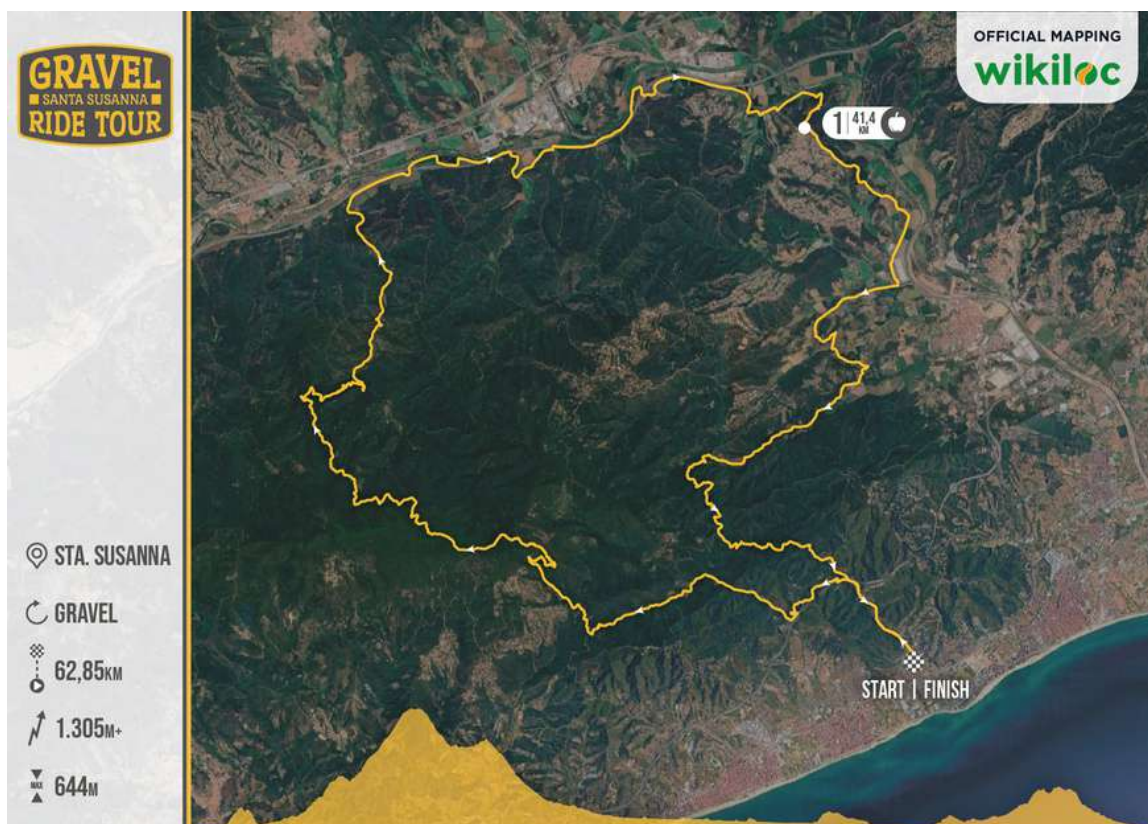 GRAVEL
SANTA SUSANNA
RIDE TOUR
OFFICIAL MAPPING
wikiloc
1 41,4 KM
STA. SUSANNA
GRAVEL
62,85KM
1.305M+
MAX 644M
START | FINISH